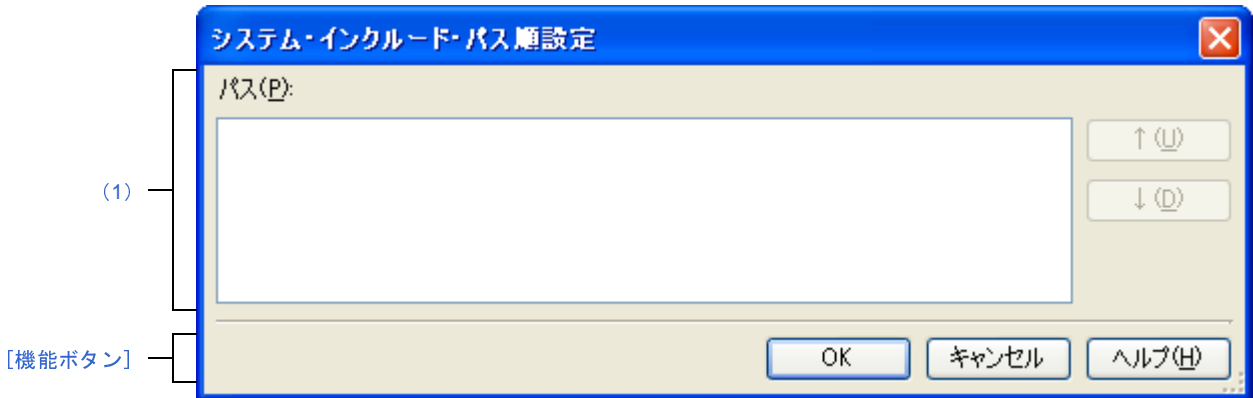 システム・インクルード・パス順設定
パス(P):
↑(U)
(1)
↓(D)
[機能ボタン]
OK
キャンセル
ヘルプ(H)